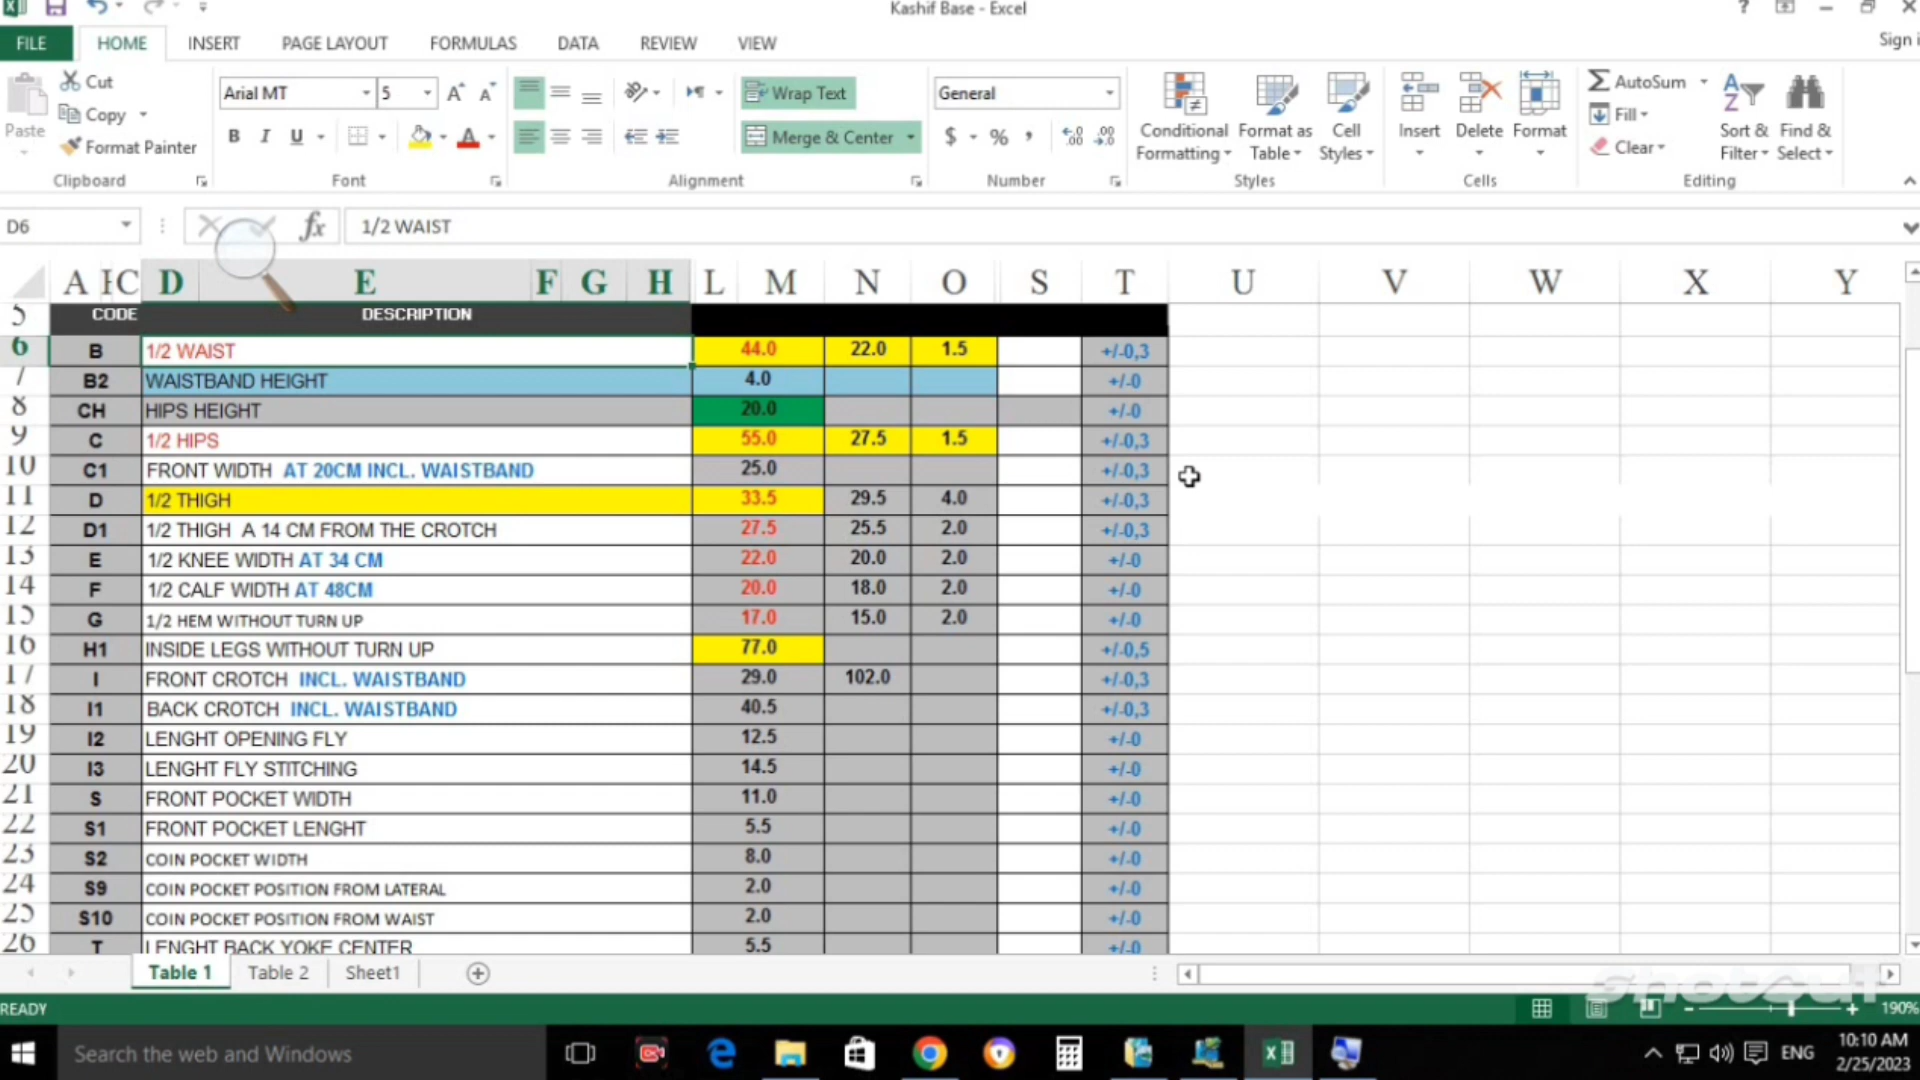 Kashif Base - Excel
?
Sign i
FILE HOME INSERT PAGE LAYOUT FORMULAS DATA REVIEW VIEW
Paste
Cut
Copy
Format Painter
Clipboard
Arial MT 5
B I U
Font
Wrap Text
Merge & Center
Alignment
General
$ % ,
Number
Conditional Formatting
Format as Table
Cell Styles
Styles
Insert Delete Format
Cells
AutoSum
Fill
Clear
Sort & Filter
Find & Select
Editing
D6 fx 1/2 WAIST
A C D E F G H L M N O S T U V W X Y
5 CODE DESCRIPTION
6 B 1/2 WAIST 44.0 22.0 1.5 +/-0,3
7 B2 WAISTBAND HEIGHT 4.0 +/-0
8 CH HIPS HEIGHT 20.0 +/-0
9 C 1/2 HIPS 55.0 27.5 1.5 +/-0,3
10 C1 FRONT WIDTH AT 20CM INCL. WAISTBAND 25.0 +/-0,3
11 D 1/2 THIGH 33.5 29.5 4.0 +/-0,3
12 D1 1/2 THIGH A 14 CM FROM THE CROTCH 27.5 25.5 2.0 +/-0,3
13 E 1/2 KNEE WIDTH AT 34 CM 22.0 20.0 2.0 +/-0
14 F 1/2 CALF WIDTH AT 48CM 20.0 18.0 2.0 +/-0
15 G 1/2 HEM WITHOUT TURN UP 17.0 15.0 2.0 +/-0
16 H1 INSIDE LEGS WITHOUT TURN UP 77.0 +/-0,5
17 I FRONT CROTCH INCL. WAISTBAND 29.0 102.0 +/-0,3
18 I1 BACK CROTCH INCL. WAISTBAND 40.5 +/-0,3
19 I2 LENGHT OPENING FLY 12.5 +/-0
20 I3 LENGHT FLY STITCHING 14.5 +/-0
21 S FRONT POCKET WIDTH 11.0 +/-0
22 S1 FRONT POCKET LENGHT 5.5 +/-0
23 S2 COIN POCKET WIDTH 8.0 +/-0
24 S9 COIN POCKET POSITION FROM LATERAL 2.0 +/-0
25 S10 COIN POCKET POSITION FROM WAIST 2.0 +/-0
26 T LENGHT BACK YOKE CENTER 5.5 +/-0
Table 1 Table 2 Sheet1
shotcut
READY 190%
Search the web and Windows
ENG
10:10 AM
2/25/2023